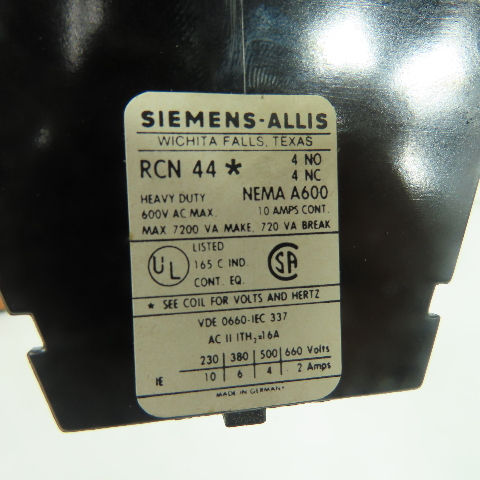 SIEMENS-ALLIS
WICHITA FALLS, TEXAS
RCN 44 * 4 NO
4 NC
HEAVY DUTY NEMA A600
600V AC MAX. 10 AMPS CONT.
MAX 7200 VA MAKE, 720 VA BREAK
UL LISTED
165 C IND.
CONT. EQ.
SA
* SEE COIL FOR VOLTS AND HERTZ
VDE 0660-IEC 337
AC II ITH₂=16A
230 380 500 660 Volts
IE 10 6 4 2 Amps
MADE IN GERMANY